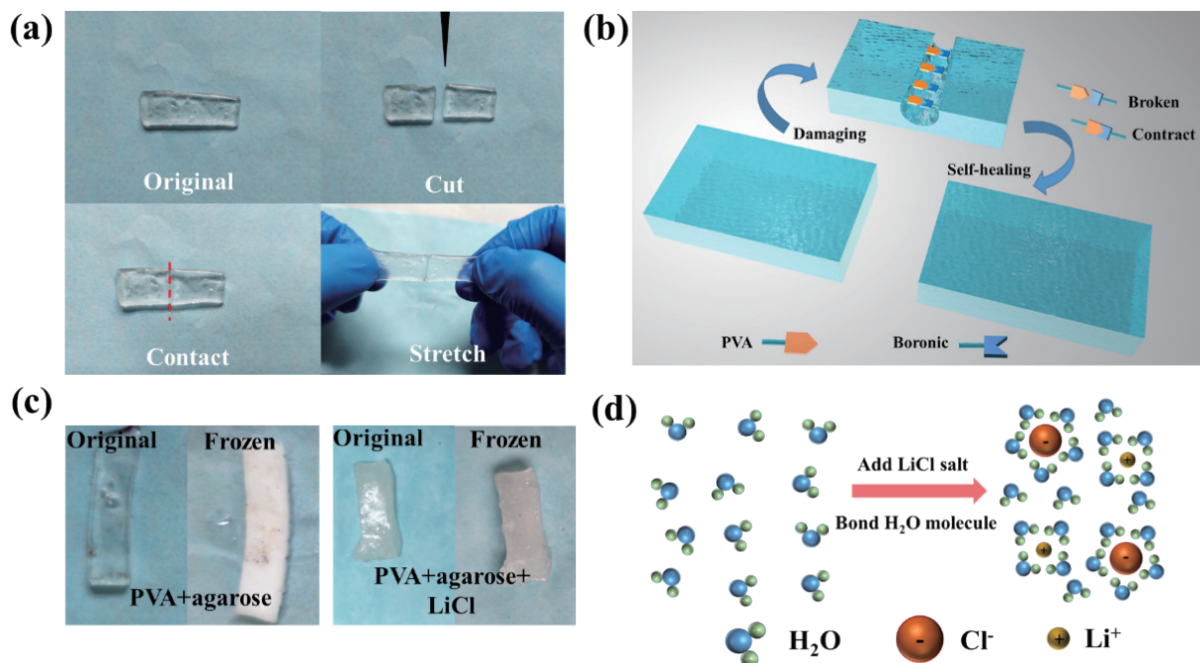 (a)
Original
Cut
Contact
Stretch
(b)
Damaging
Self-healing
Broken
Contract
PVA
Boronic
(c)
Original
Frozen
PVA+agarose
Original
Frozen
PVA+agarose+
LiCl
(d)
Add LiCl salt
Bond H₂O molecule
-
+
+
-
H₂O
-
Cl⁻
+
Li⁺